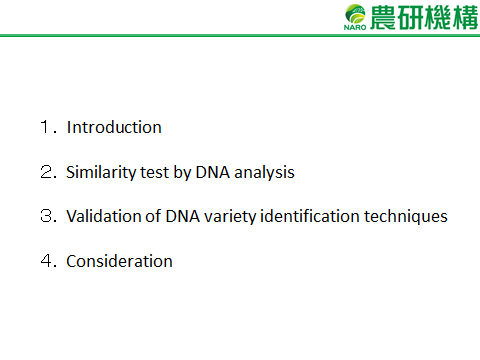 NARO 農研機構
１．Introduction
２．Similarity test by DNA analysis
３．Validation of DNA variety identification techniques
４．Consideration